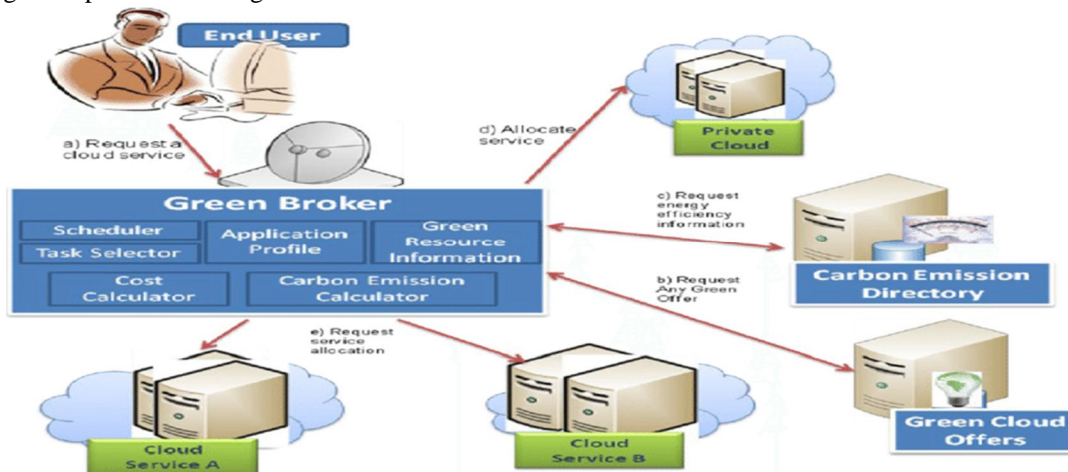 End User
a) Request a
cloud service
d) Allocate
service
Private
Cloud
Green Broker
Scheduler
Task Selector
Application
Profile
Green
Resource
Information
Cost
Calculator
Carbon Emission
Calculator
c) Request
energy
efficiency
information
Carbon Emission
Directory
b) Request
Any Green
Offer
e) Request
service
allocation
Green Cloud
Offers
Cloud
Service A
Cloud
Service B